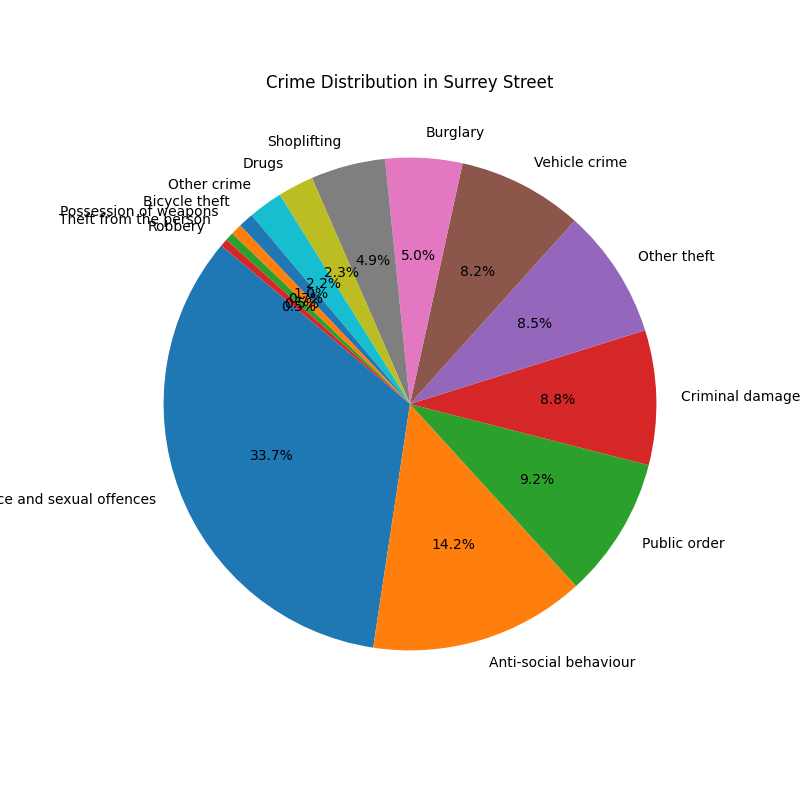 Crime Distribution in Surrey Street
Burglary
Shoplifting
Vehicle crime
Drugs
Other crime
Bicycle theft
Possession of weapons
Theft from the person
Robbery
Other theft
Criminal damage
Public order
Anti-social behaviour
ce and sexual offences
5.0%
4.9%
8.2%
2.3%
2.2%
1.0%
0.7%
0.5%
8.5%
8.8%
9.2%
14.2%
33.7%